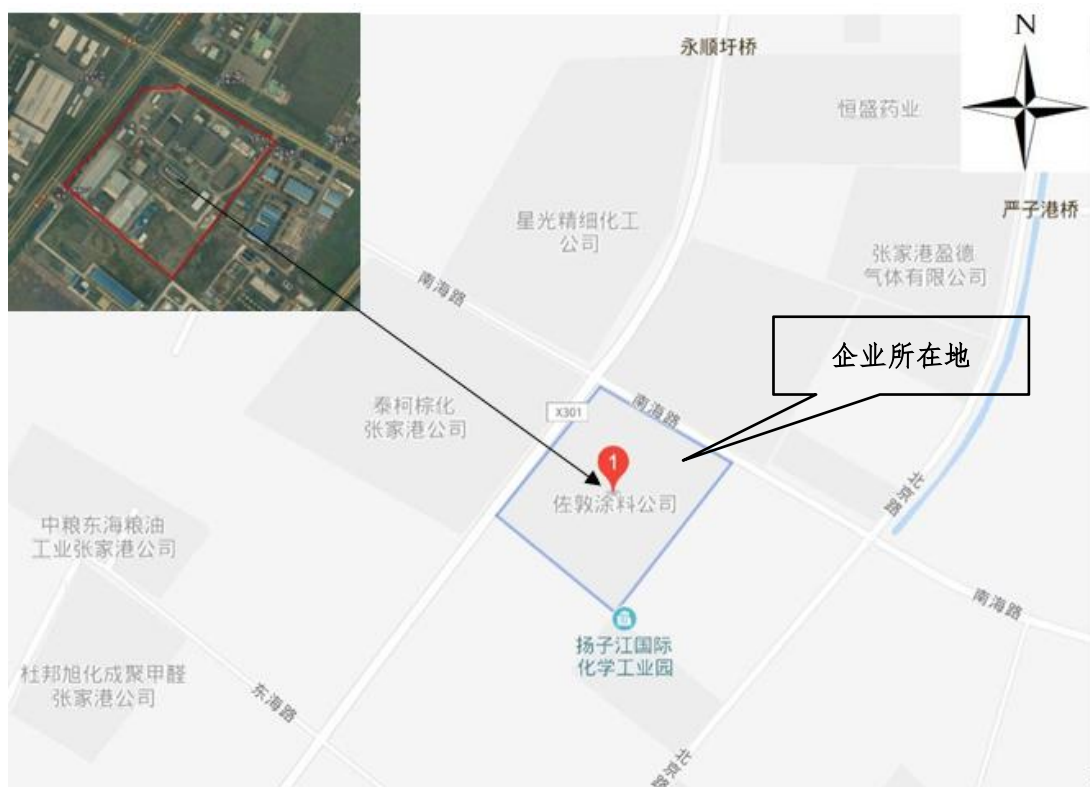 永顺圩桥
N
恒盛药业
严子港桥
星光精细化工
公司
张家港盈德
气体有限公司
南海路
企业所在地
泰柯棕化
张家港公司
X301
南海路
1
佐敦涂料公司
北京路
中粮东海粮油
工业张家港公司
南海路
扬子江国际
化学工业园
杜邦旭化成聚甲醛
张家港公司
东海路
北京路